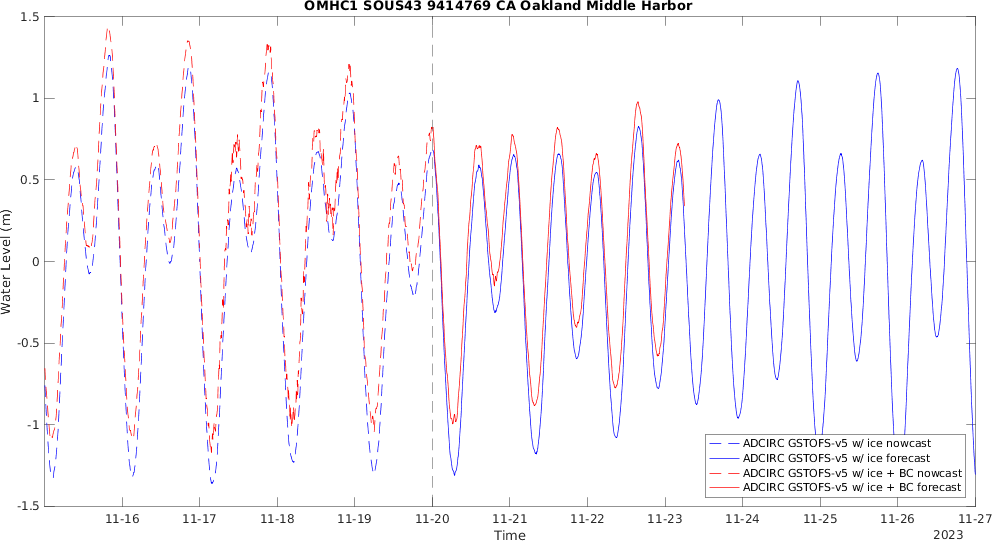 OMHC1 SOUS43 9414769 CA Oakland Middle Harbor
1.5
1
0.5
0
-0.5
-1
-1.5
Water Level (m)
11-16
11-17
11-18
11-19
11-20
11-21
11-22
11-23
11-24
11-25
11-26
11-27
Time
2023
ADCIRC GSTOFS-v5 w/ ice nowcast
ADCIRC GSTOFS-v5 w/ ice forecast
ADCIRC GSTOFS-v5 w/ ice + BC nowcast
ADCIRC GSTOFS-v5 w/ ice + BC forecast